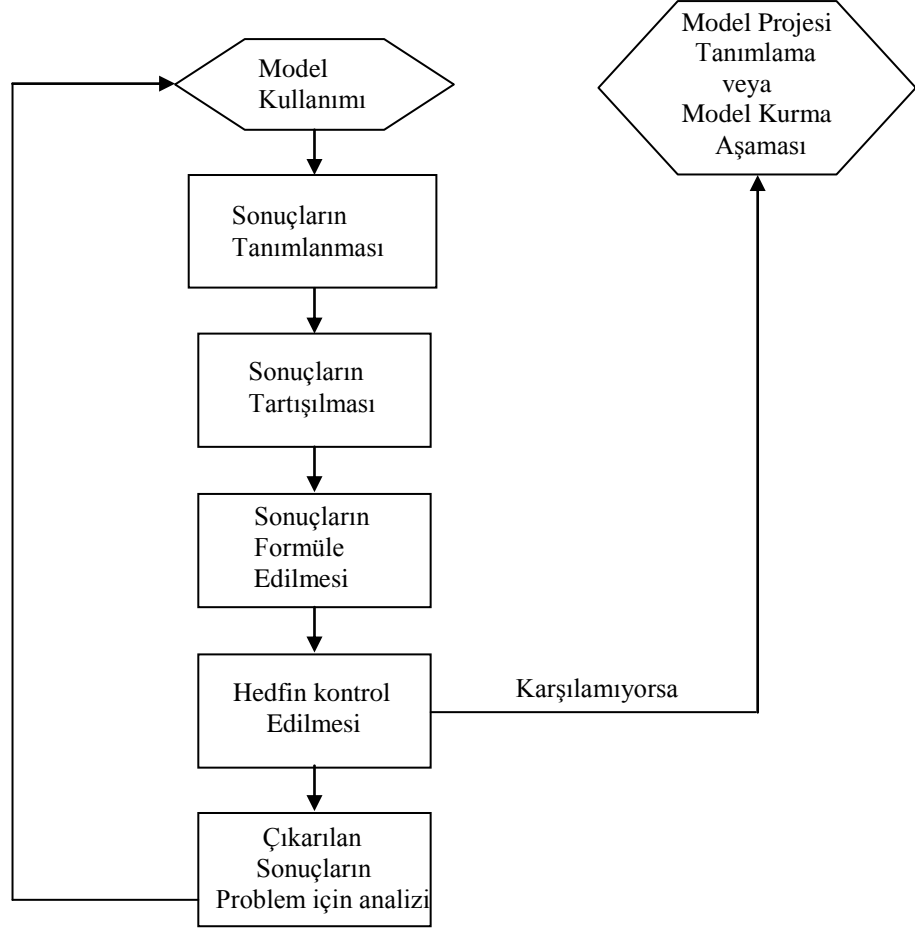 Model
Kullanımı
Model Projesi
Tanımlama
veya
Model Kurma
Aşaması
Sonuçların
Tanımlanması
Sonuçların
Tartışılması
Sonuçların
Formüle
Edilmesi
Hedfin kontrol
Edilmesi
Karşılamıyorsa
Çıkarılan
Sonuçların
Problem için analizi